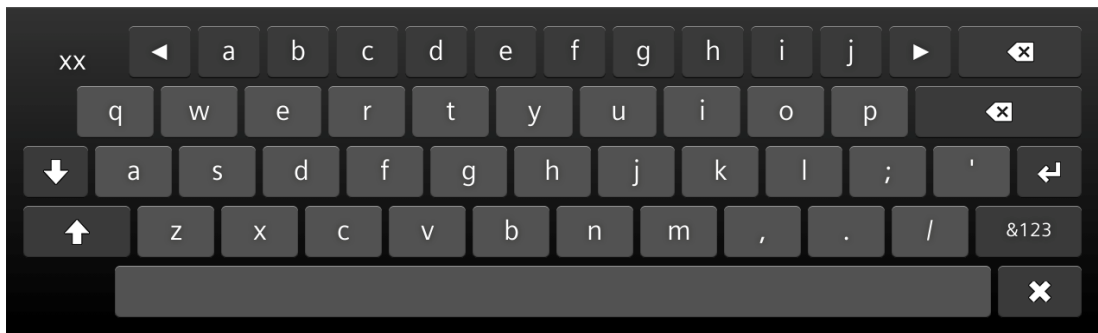 xx ◀ a b c d e f g h i j ▶
q w e r t y u i o p
a s d f g h j k l ; '
z x c v b n m , . / &123